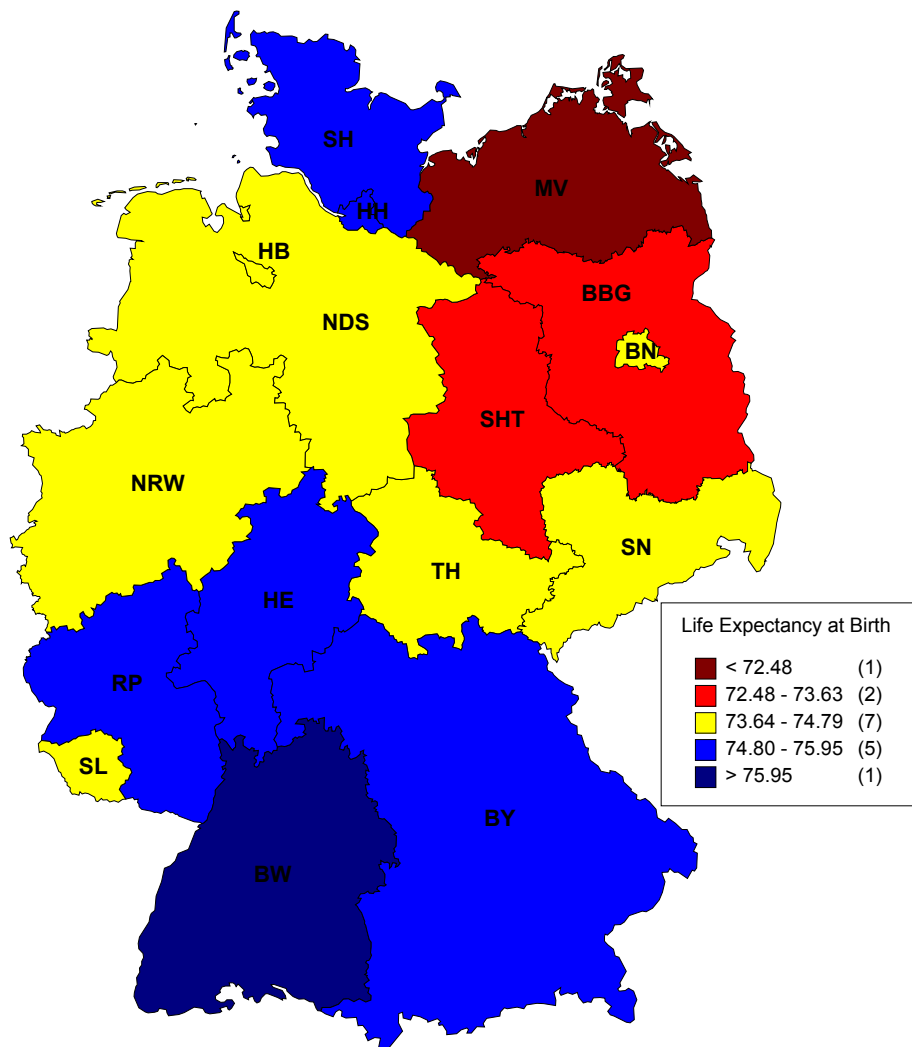 SH
HH
MV
HB
BBG
NDS
BN
SHT
NRW
SN
TH
HE
RP
SL
BY
BW
Life Expectancy at Birth
< 72.48 (1)
72.48 - 73.63 (2)
73.64 - 74.79 (7)
74.80 - 75.95 (5)
> 75.95 (1)